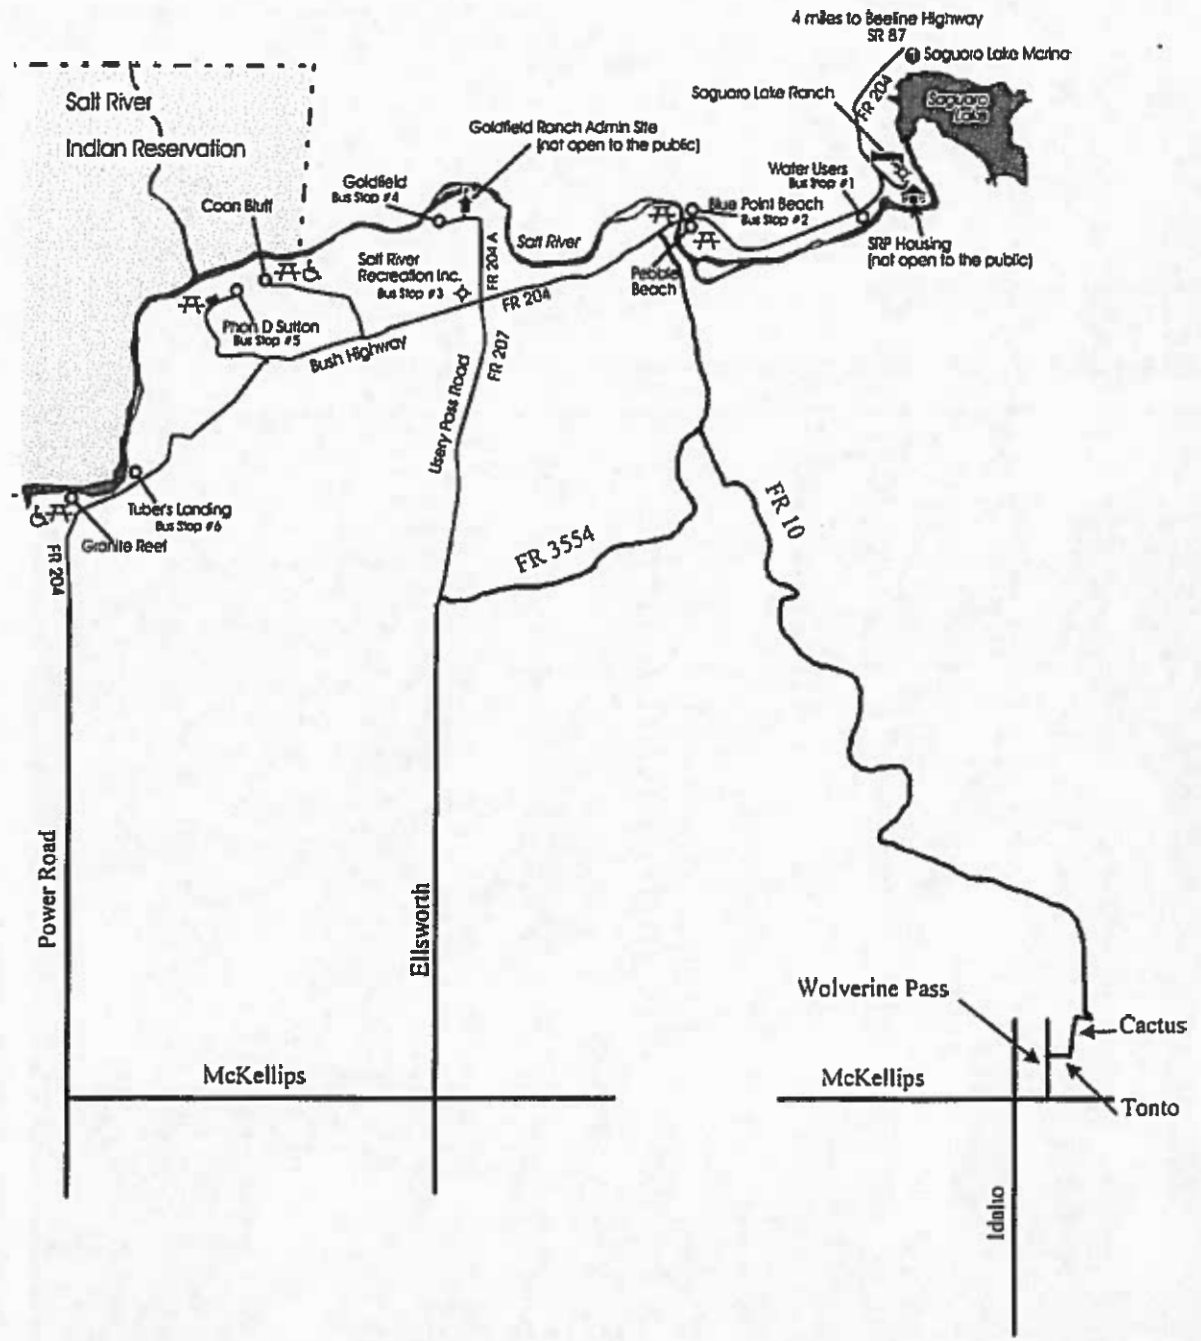 4 miles to Beeline Highway
SR 87
Saguaro Lake Marina
FR 204
Saguaro Lake Ranch
Saguaro
Lake
Salt River
Indian Reservation
Goldfield Ranch Admin Site
(not open to the public)
Water Users
Bus Stop #1
Goldfield
Bus Stop #4
Coon Bluff
Blue Point Beach
Bus Stop #2
Salt River
SRP Housing
(not open to the public)
Salt River
Recreation Inc.
Bus Stop #3
FR 204 A
Pebble
Beach
FR 204
Phon D Sutton
Bus Stop #5
Bush Highway
FR 207
Usery Pass Road
Tuber's Landing
Bus Stop #6
Granite Reef
FR 204
FR 3554
FR 10
Power Road
Ellsworth
Wolverine Pass
Cactus
McKellips
McKellips
Tonto
Idaho